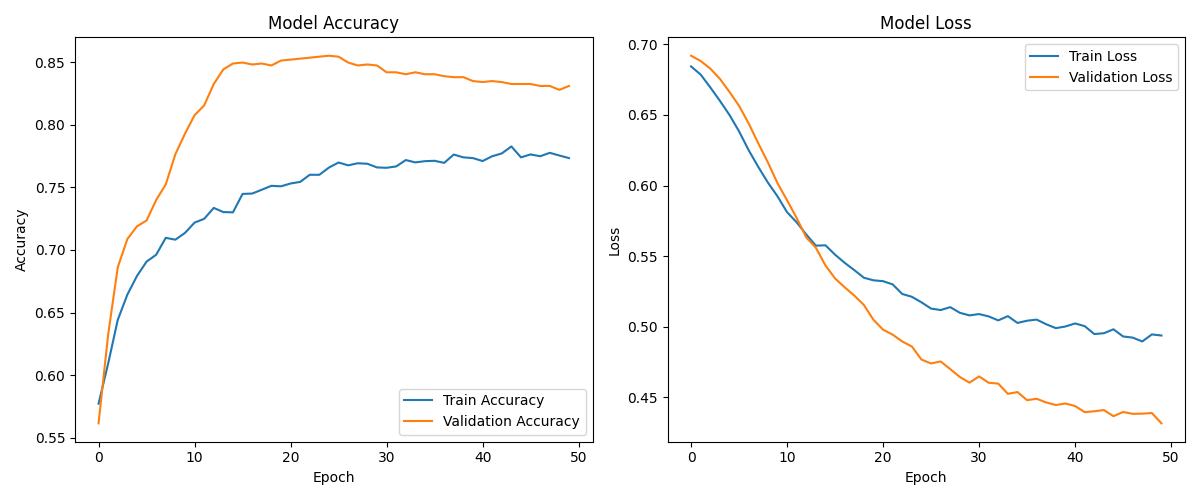 Model Accuracy
Accuracy
0.85
0.80
0.75
0.70
0.65
0.60
0.55
0 10 20 30 40 50
Epoch
Train Accuracy
Validation Accuracy
Model Loss
Loss
0.70
0.65
0.60
0.55
0.50
0.45
0 10 20 30 40 50
Epoch
Train Loss
Validation Loss